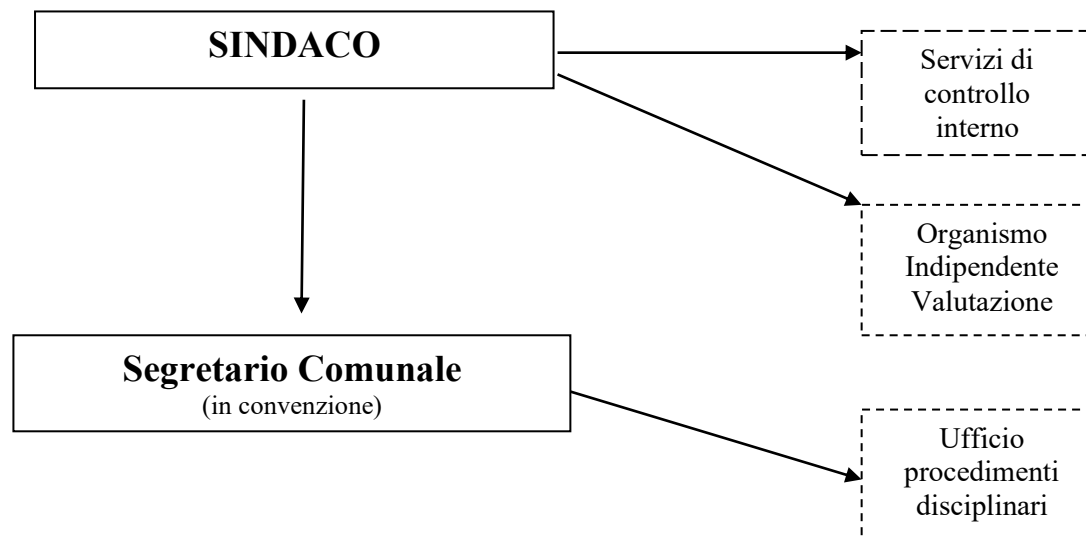 SINDACO
Servizi di
controllo
interno
Organismo
Indipendente
Valutazione
Segretario Comunale
(in convenzione)
Ufficio
procedimenti
disciplinari